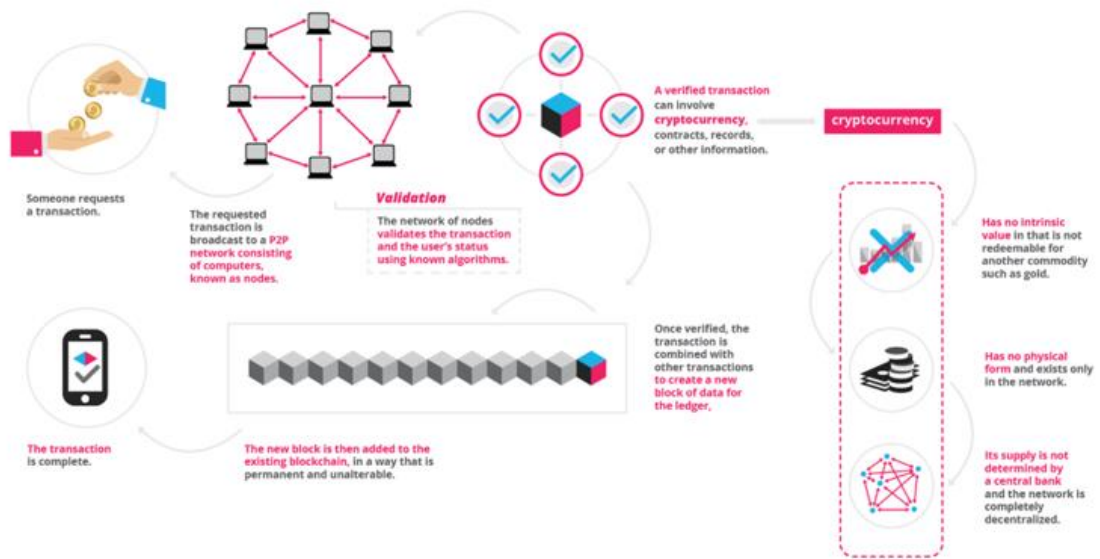 Someone requests
a transaction.
The requested
transaction is
broadcast to a P2P
network consisting
of computers,
known as nodes.
Validation
The network of nodes
validates the transaction
and the user's status
using known algorithms.
A verified transaction
can involve
cryptocurrency,
contracts, records,
or other information.
cryptocurrency
Has no intrinsic
value in that is not
redeemable for
another commodity
such as gold.
Has no physical
form and exists only
in the network.
Its supply is not
determined by
a central bank
and the network is
completely
decentralized.
Once verified, the
transaction is
combined with
other transactions
to create a new
block of data for
the ledger,
The new block is then added to the
existing blockchain, in a way that is
permanent and unalterable.
The transaction
is complete.